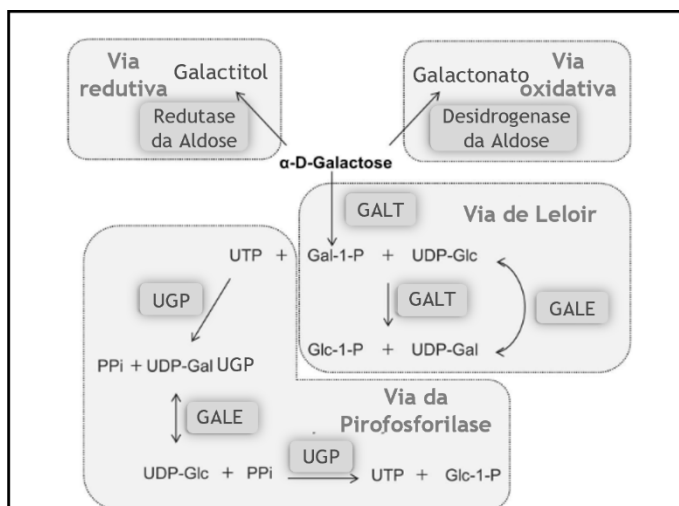 Via
redutiva
Galactitol
Redutase
da Aldose
Galactonato
Via
oxidativa
Desidrogenase
da Aldose
α-D-Galactose
GALT
Via de Leloir
UTP + Gal-1-P + UDP-Glc
UGP
GALT
GALE
Glc-1-P + UDP-Gal
PPi + UDP-Gal UGP
GALE
Via da
Pirofosforilase
UGP
UDP-Glc + PPi
UTP + Glc-1-P